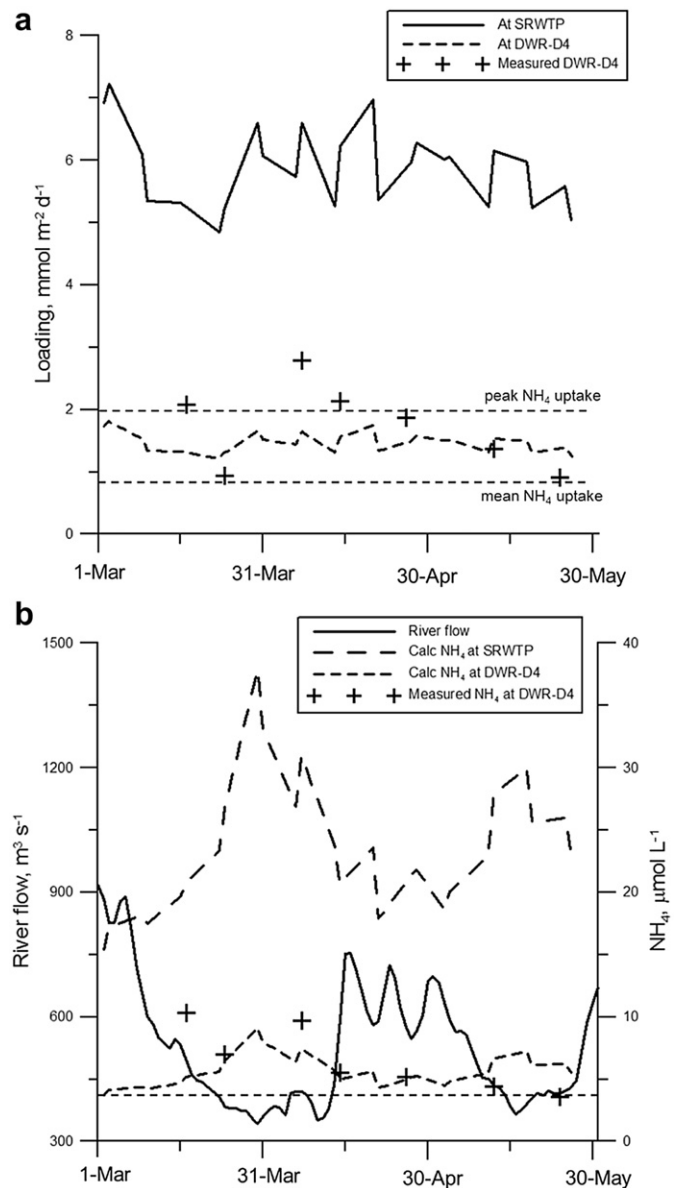 a
At SRWTP
At DWR-D4
Measured DWR-D4
Loading, mmol m⁻² d⁻¹
8
6
4
2
0
peak NH₄ uptake
mean NH₄ uptake
1-Mar 31-Mar 30-Apr 30-May
b
River flow
Calc NH₄ at SRWTP
Calc NH₄ at DWR-D4
Measured NH₄ at DWR-D4
River flow, m³ s⁻¹
1500
1200
900
600
300
40
30
20
10
0
NH₄, µmol L⁻¹
1-Mar 31-Mar 30-Apr 30-May